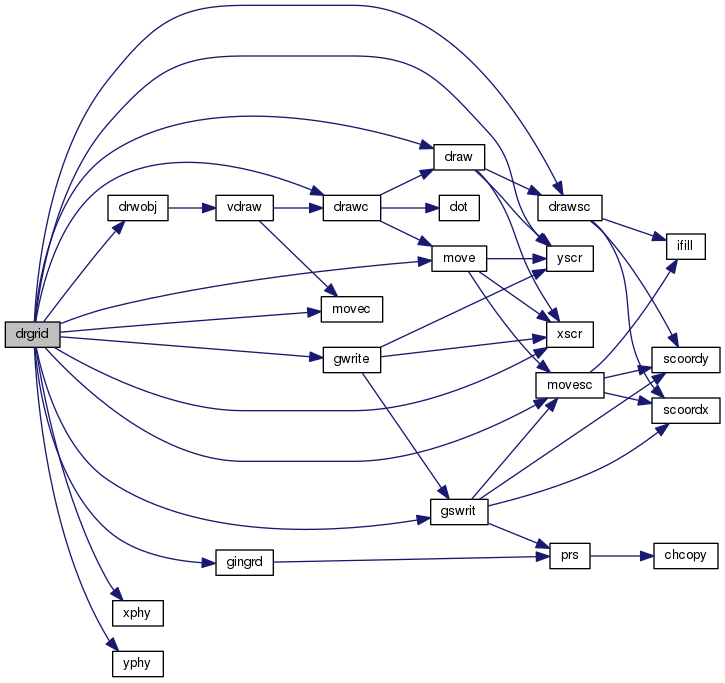 draw
drwobj
vdraw
drawc
dot
drawsc
ifill
move
yscr
movec
drgrid
gwrite
xscr
scoordy
movesc
scoordx
gswrit
gingrd
prs
chcopy
xphy
yphy